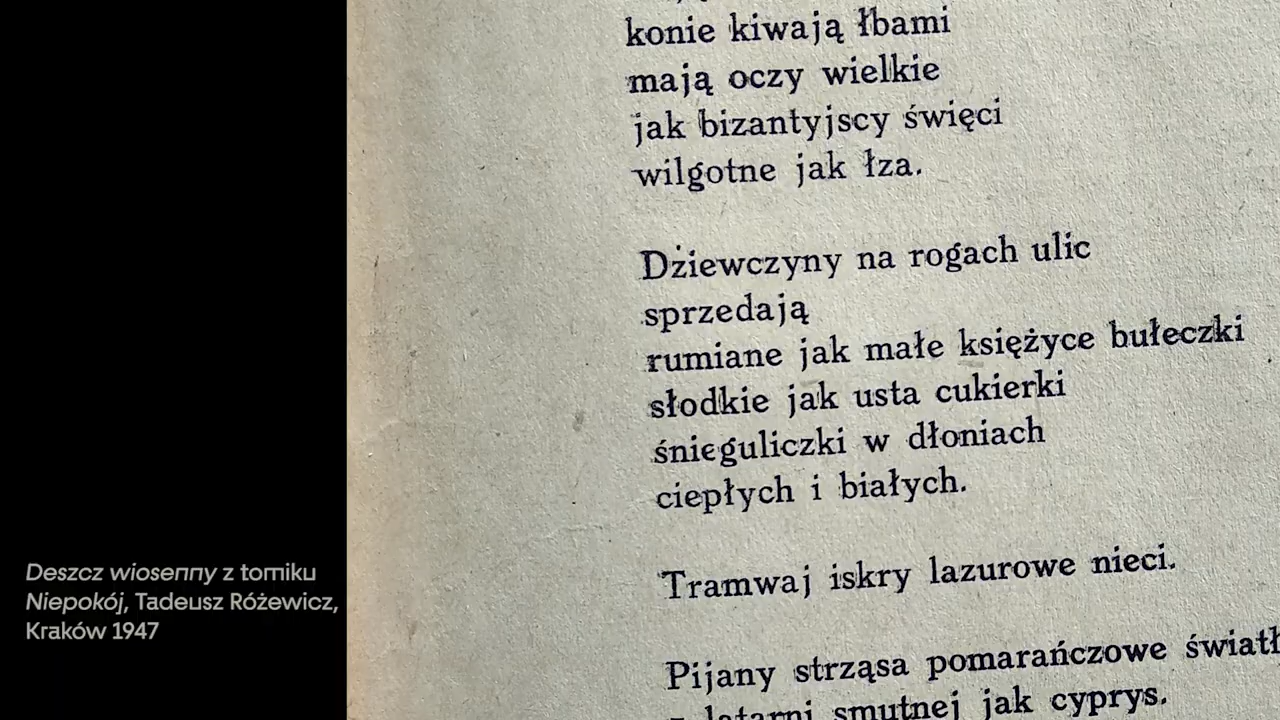 konie kiwają łbami
mają oczy wielkie
jak bizantyjscy święci
wilgotne jak łza.
Dziewczyny na rogach ulic
sprzedają
rumiane jak małe księżyce bułeczki
słodkie jak usta cukierki
śnieguliczki w dłoniach
ciepłych i białych.
Tramwaj iskry lazurowe nieci.
Pijany strząsa pomarańczowe światł
latarni smutnej jak cyprys.
Deszcz wiosenny z tomiku
Niepokój, Tadeusz Różewicz,
Kraków 1947